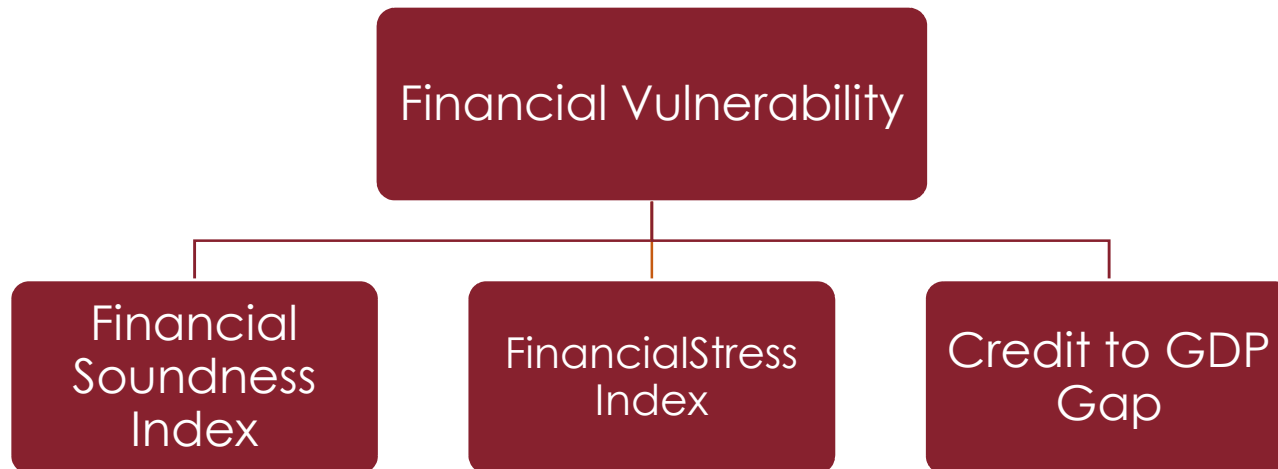 Financial Vulnerability
Financial
Soundness
Index
FinancialStress
Index
Credit to GDP
Gap